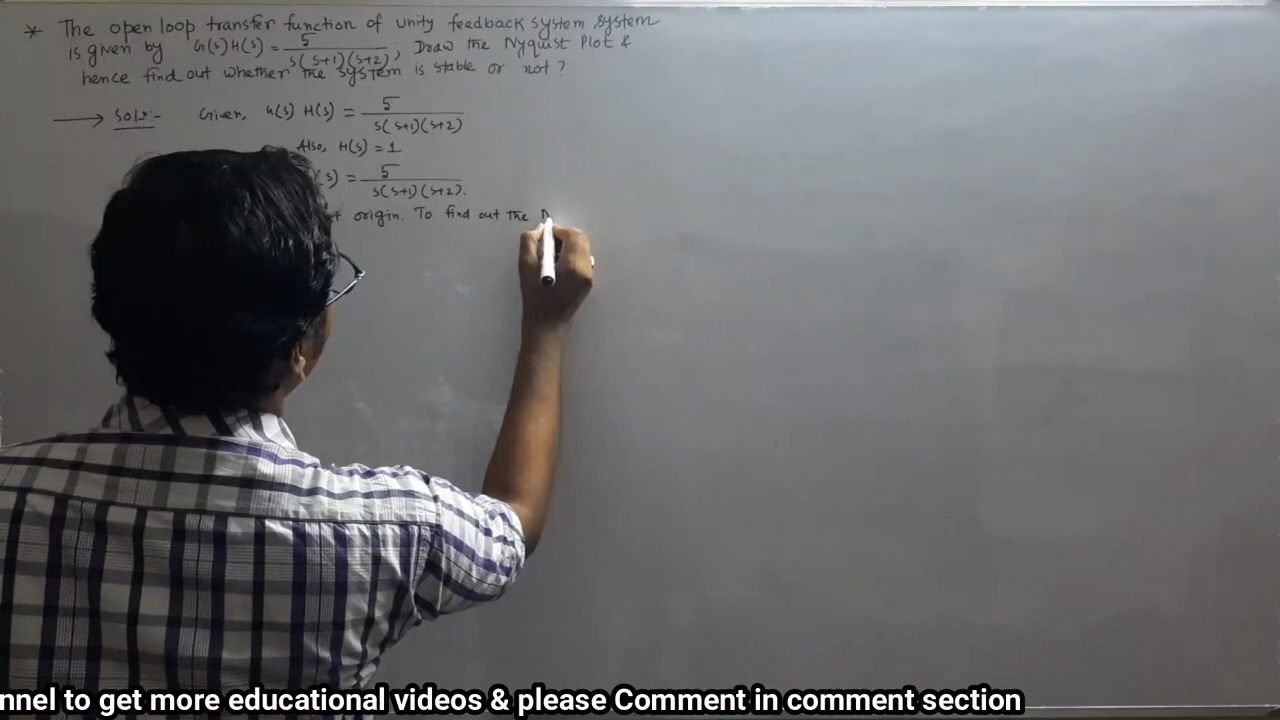 * The open loop transfer function of unity feedback system system
is given by G(s)H(s) = 5 / s(s+1)(s+2) ; Draw the Nyquist Plot &
hence find out whether the system is stable or not ?
→ Solⁿ:- Given, G(s) H(s) = 5 / s(s+1)(s+2)
Also, H(s) = 1
(s) = 5 / s(s+1)(s+2).
origin. To find out the
nnel to get more educational videos & please Comment in comment section